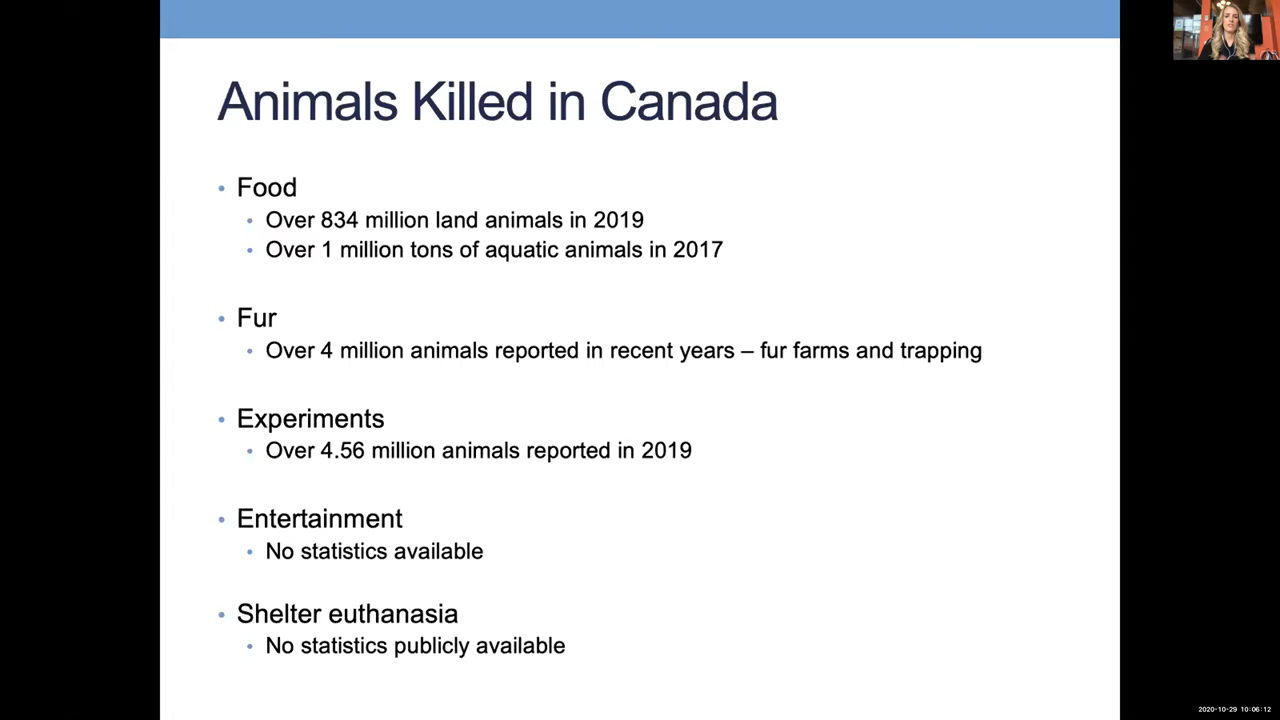 Animals Killed in Canada
• Food
• Over 834 million land animals in 2019
• Over 1 million tons of aquatic animals in 2017
• Fur
• Over 4 million animals reported in recent years – fur farms and trapping
• Experiments
• Over 4.56 million animals reported in 2019
• Entertainment
• No statistics available
• Shelter euthanasia
• No statistics publicly available
2020-10-29 10:06:12